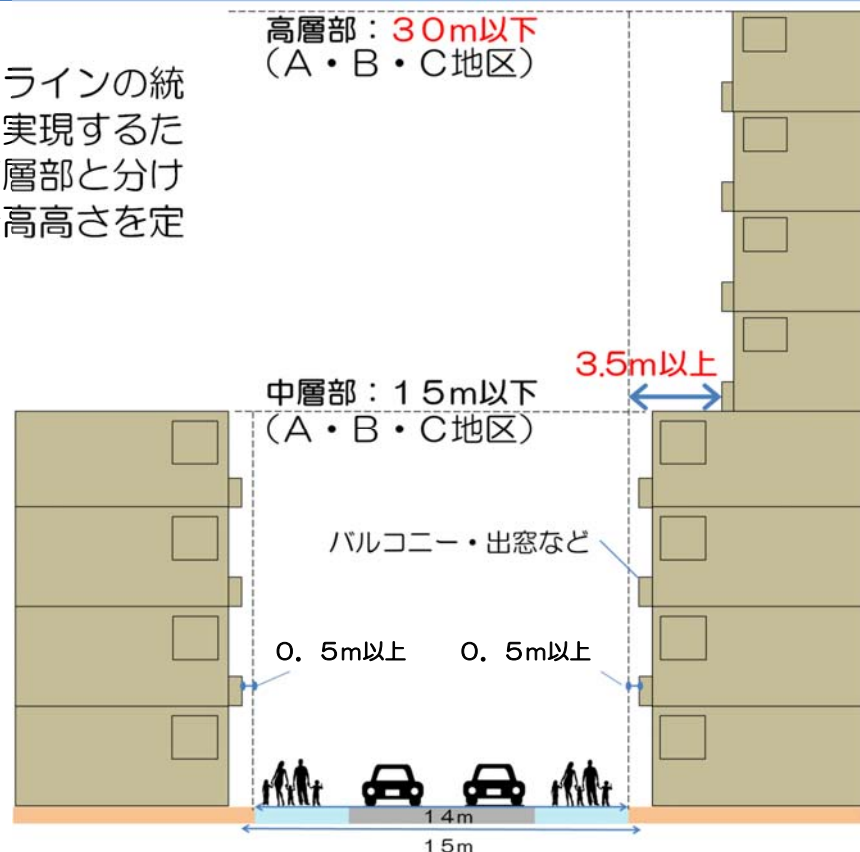 高層部：３０ｍ以下
（Ａ・Ｂ・Ｃ地区）
ラインの統
実現するた
層部と分け
高高さを定
３.５ｍ以上
中層部：１５ｍ以下
（Ａ・Ｂ・Ｃ地区）
バルコニー・出窓など
０．５ｍ以上 ０．５ｍ以上
１４ｍ
１５ｍ